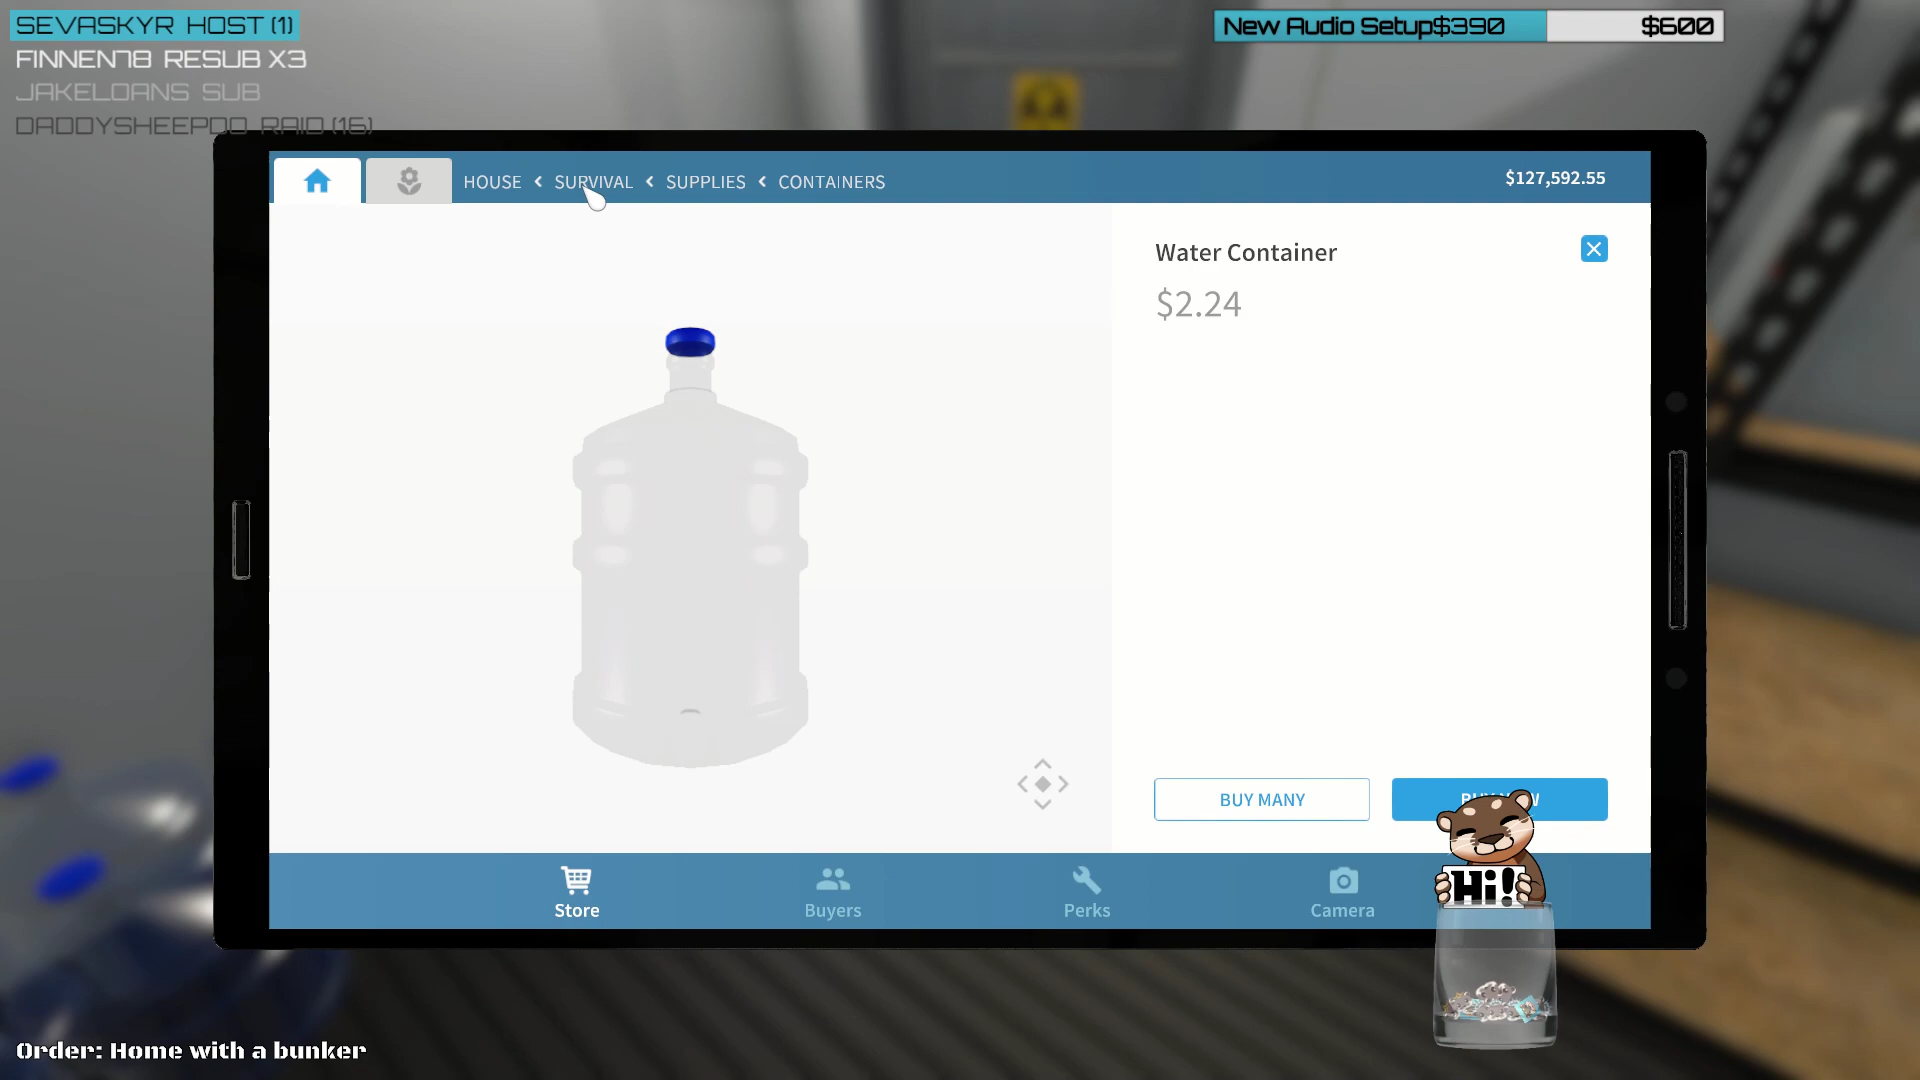 SEVASKYR HOST (1)
FINNEN78 RESUB X3
JAKELOANS SUB
DADDYSHEEPDO RAID (16)
New Audio Setup$390
$600
HOUSE < SURVIVAL < SUPPLIES < CONTAINERS
$127,592.55
Water Container
$2.24
BUY MANY
Hi!
Store
Buyers
Perks
Camera
Order: Home with a bunker